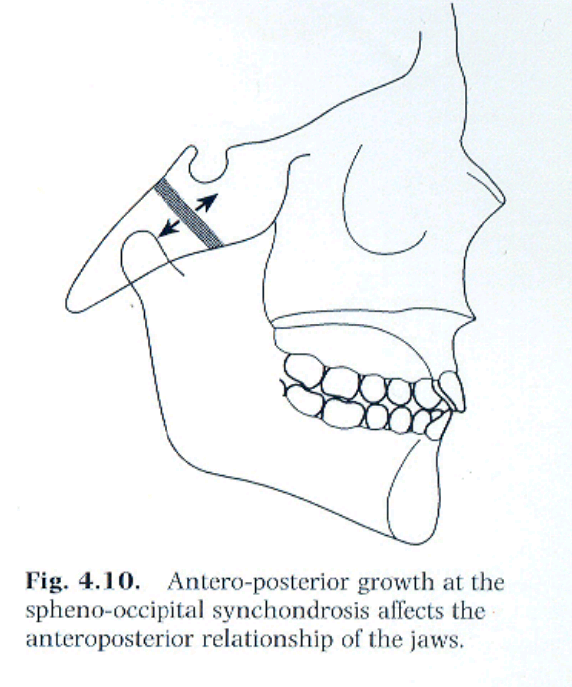 Fig. 4.10. Antero-posterior growth at the
spheno-occipital synchondrosis affects the
anteroposterior relationship of the jaws.